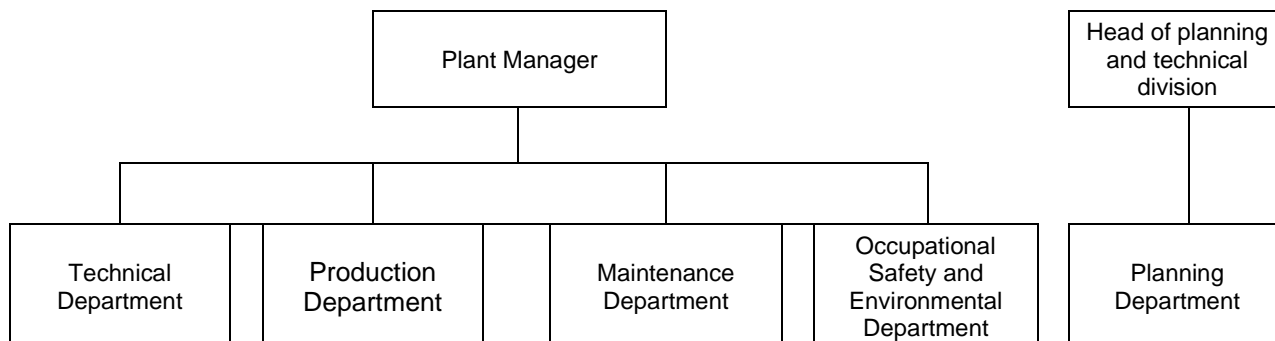 Plant Manager
Head of planning
and technical
division
Technical
Department
Production
Department
Maintenance
Department
Occupational
Safety and
Environmental
Department
Planning
Department